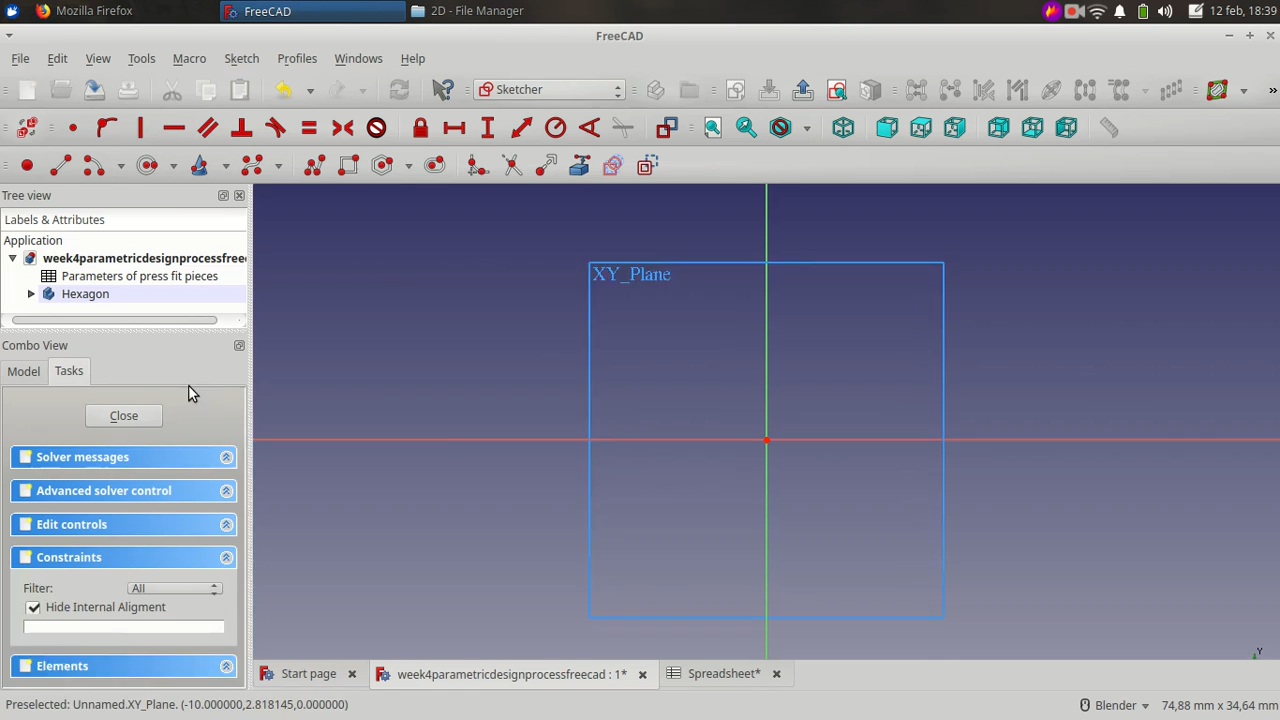 Mozilla Firefox
FreeCAD
2D - File Manager
12 feb, 18:39
FreeCAD
File Edit View Tools Macro Sketch Profiles Windows Help
Sketcher
»
Tree view
Labels & Attributes
Application
week4parametricdesignprocessfree
Parameters of press fit pieces
Hexagon
Combo View
Model
Tasks
Close
Solver messages
Advanced solver control
Edit controls
Constraints
Filter: All
Hide Internal Aligment
Elements
XY_Plane
Y
Start page
week4parametricdesignprocessfreecad : 1*
Spreadsheet*
Preselected: Unnamed.XY_Plane. (-10.000000,2.818145,0.000000)
Blender
74,88 mm x 34,64 mm